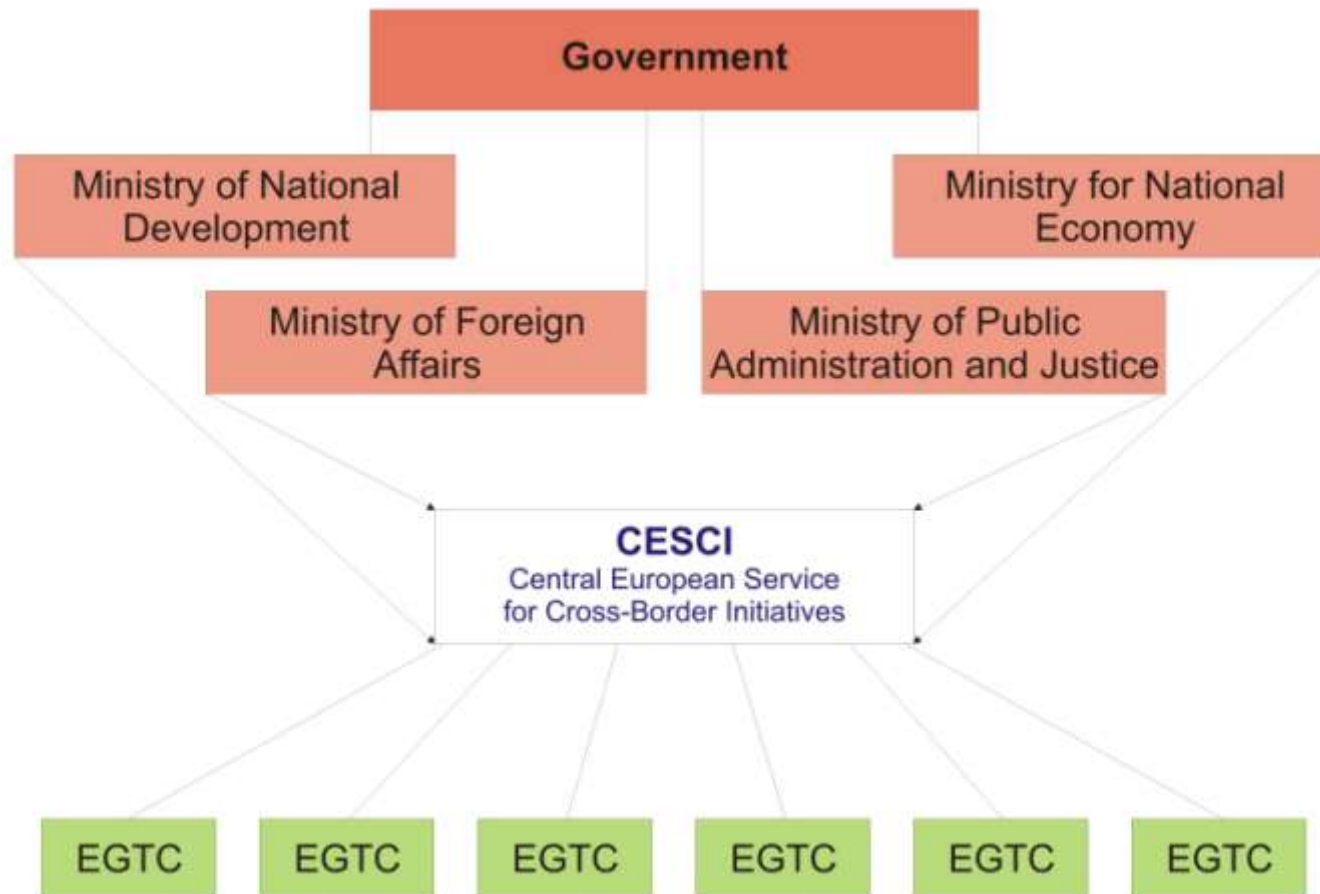 Government
Ministry of National
Development
Ministry for National
Economy
Ministry of Foreign
Affairs
Ministry of Public
Administration and Justice
CESCI
Central European Service
for Cross-Border Initiatives
EGTC
EGTC
EGTC
EGTC
EGTC
EGTC